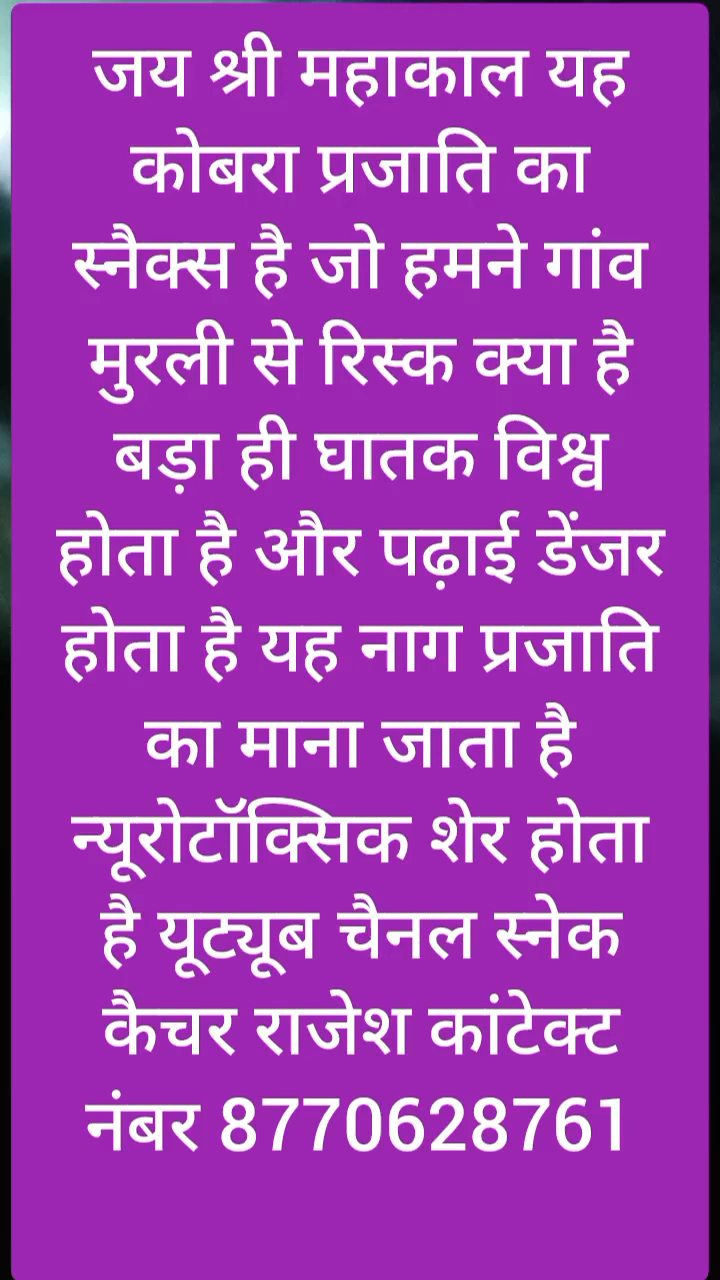 जय श्री महाकाल यह
कोबरा प्रजाति का
स्नैक्स है जो हमने गांव
मुरली से रिस्क क्या है
बड़ा ही घातक विश्व
होता है और पढ़ाई डेंजर
होता है यह नाग प्रजाति
का माना जाता है
न्यूरोटॉक्सिक शेर होता
है यूट्यूब चैनल स्नेक
कैचर राजेश कांटेक्ट
नंबर 8770628761